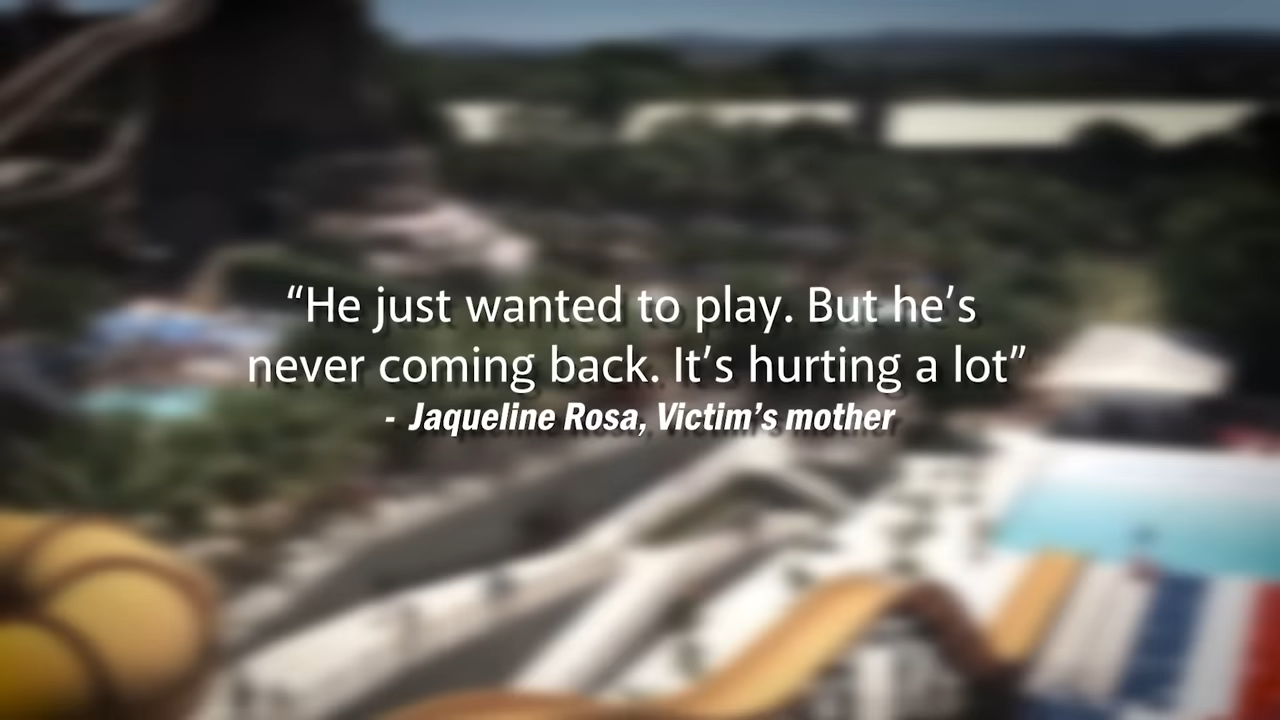 “He just wanted to play. But he’s
never coming back. It’s hurting a lot”
- Jaqueline Rosa, Victim’s mother